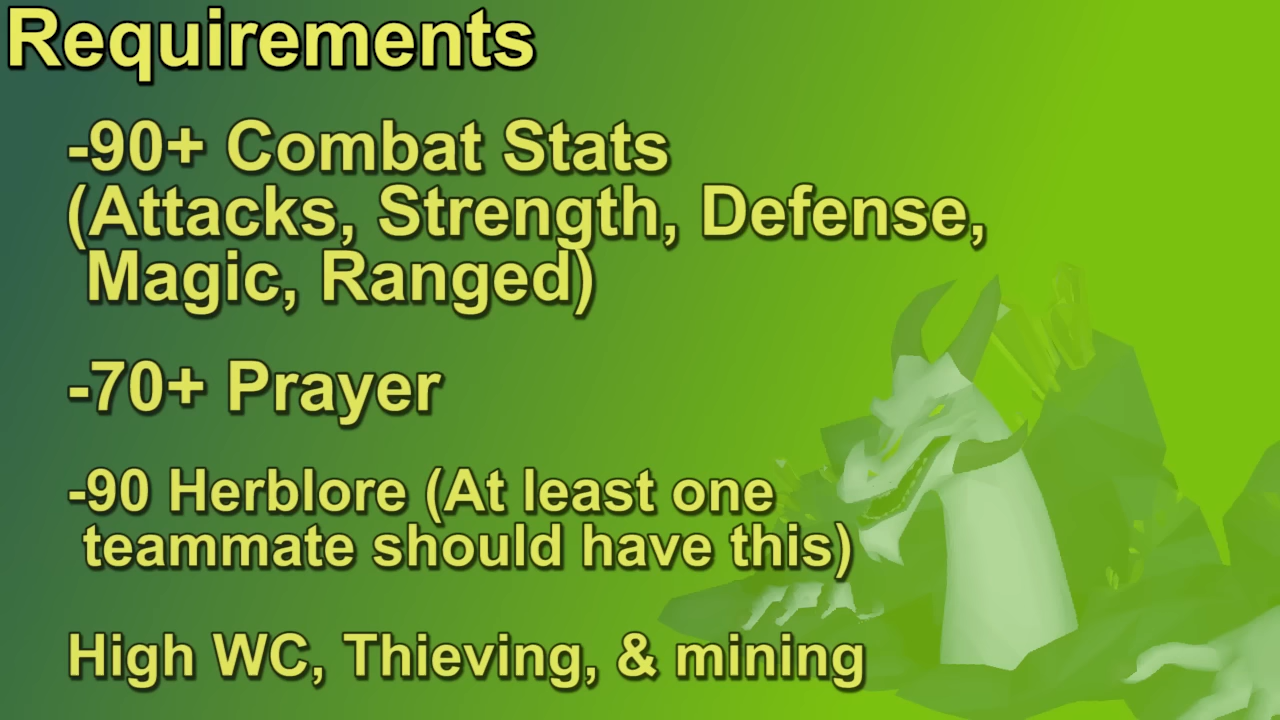 Requirements
-90+ Combat Stats
(Attacks, Strength, Defense,
Magic, Ranged)
-70+ Prayer
-90 Herblore (At least one
teammate should have this)
High WC, Thieving, & mining